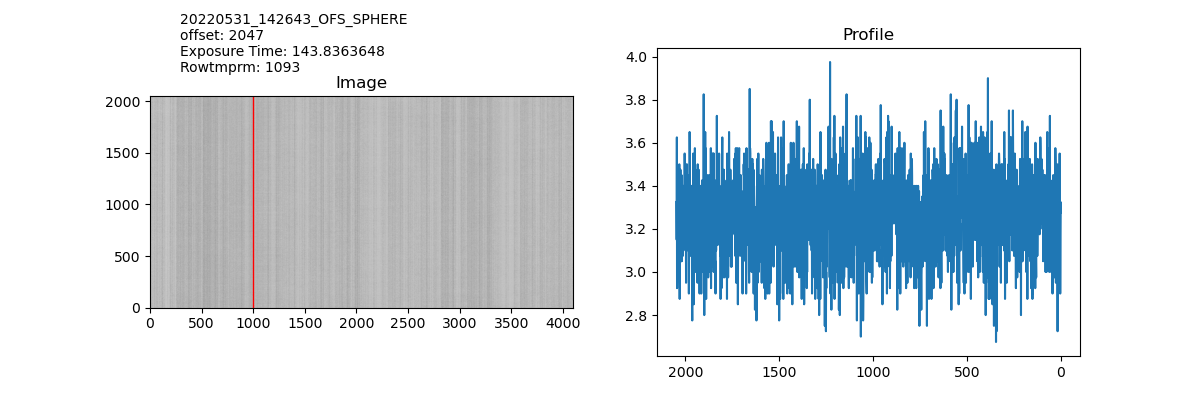 20220531_142643_OFS_SPHERE
offset: 2047
Exposure Time: 143.8363648
Rowtmprm: 1093
Image
2000
1500
1000
500
0
0 500 1000 1500 2000 2500 3000 3500 4000
Profile
4.0
3.8
3.6
3.4
3.2
3.0
2.8
2000 1500 1000 500 0